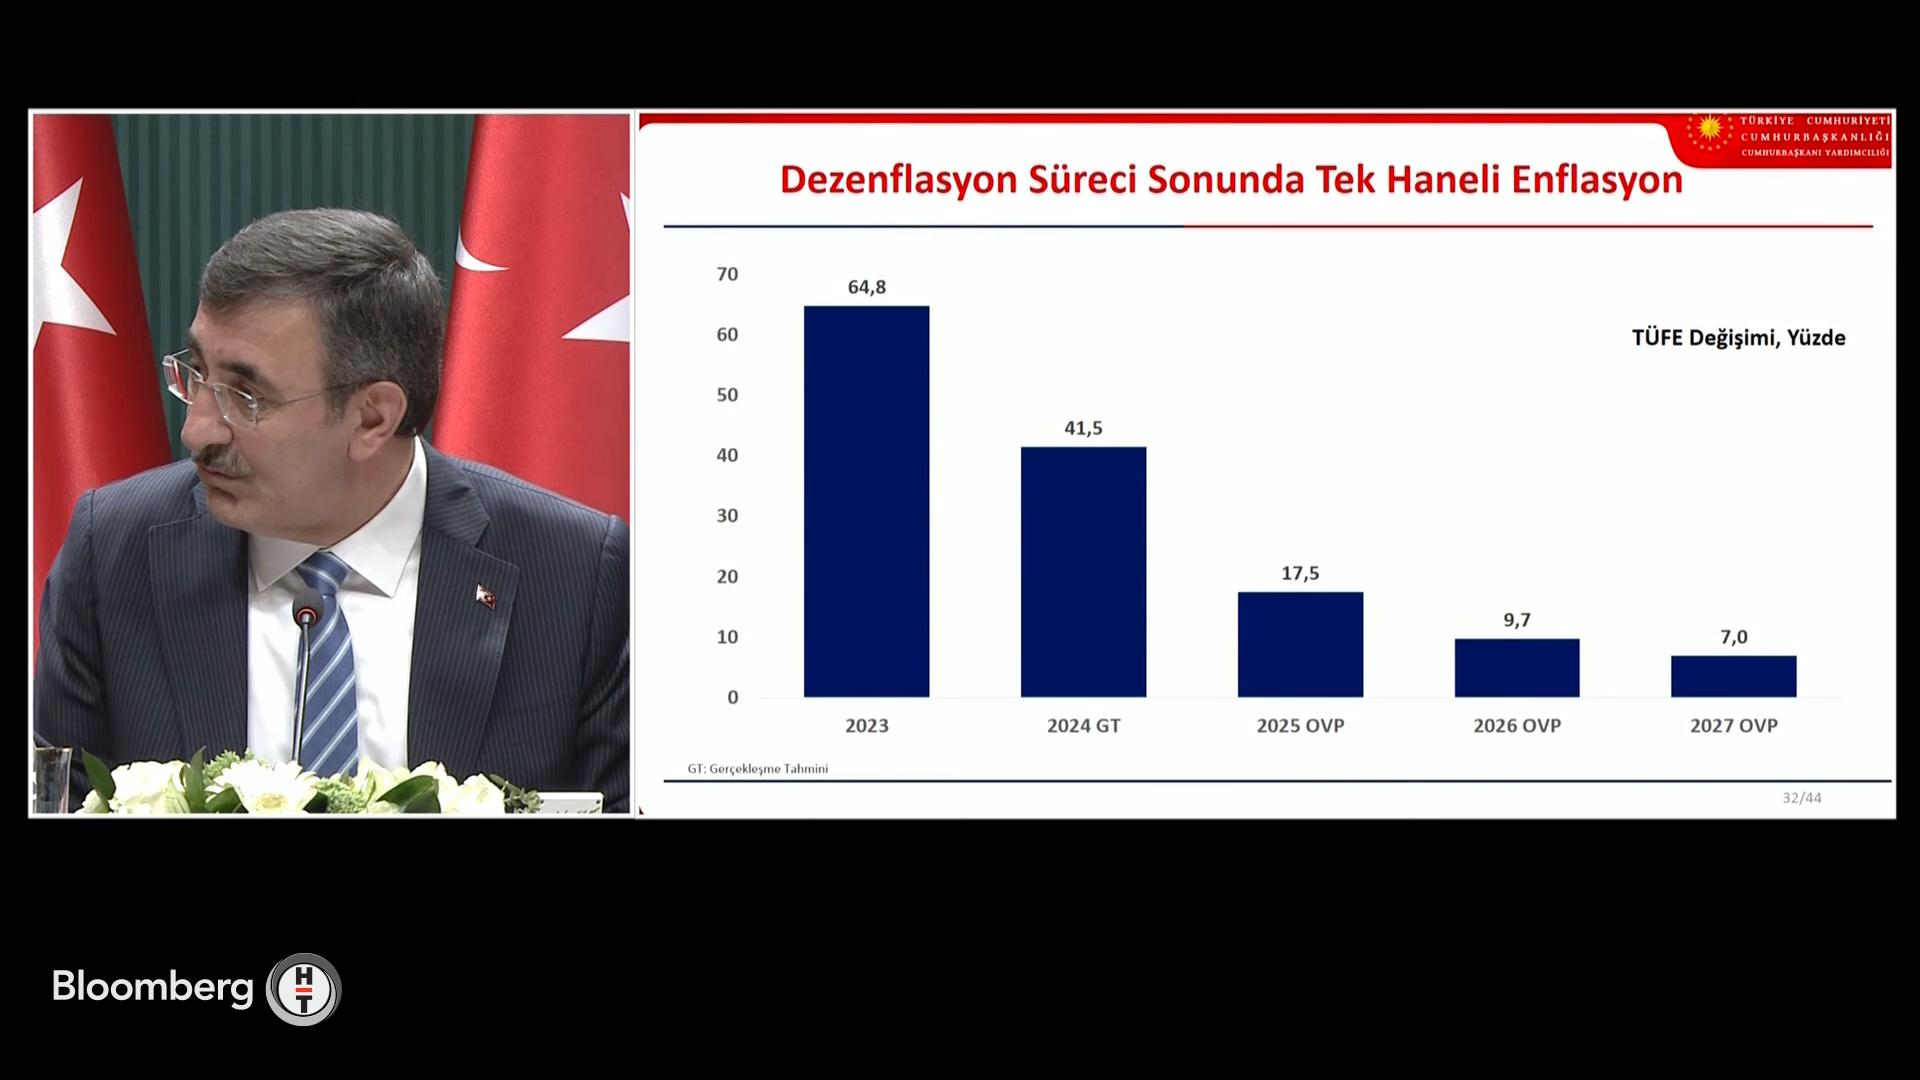 TÜRKİYE CUMHURİYETİ
CUMHURBAŞKANLIĞI
CUMHURBAŞKANI YARDIMCILIĞI
Dezenflasyon Süreci Sonunda Tek Haneli Enflasyon
TÜFE Değişimi, Yüzde
70
60
50
40
30
20
10
0
64,8
41,5
17,5
9,7
7,0
2023
2024 GT
2025 OVP
2026 OVP
2027 OVP
GT: Gerçekleşme Tahmini
32/44
Bloomberg HT